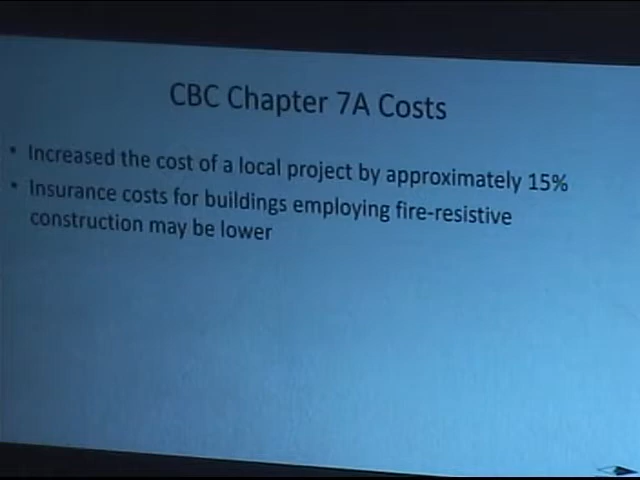 CBC Chapter 7A Costs
• Increased the cost of a local project by approximately 15%
• Insurance costs for buildings employing fire-resistive
construction may be lower